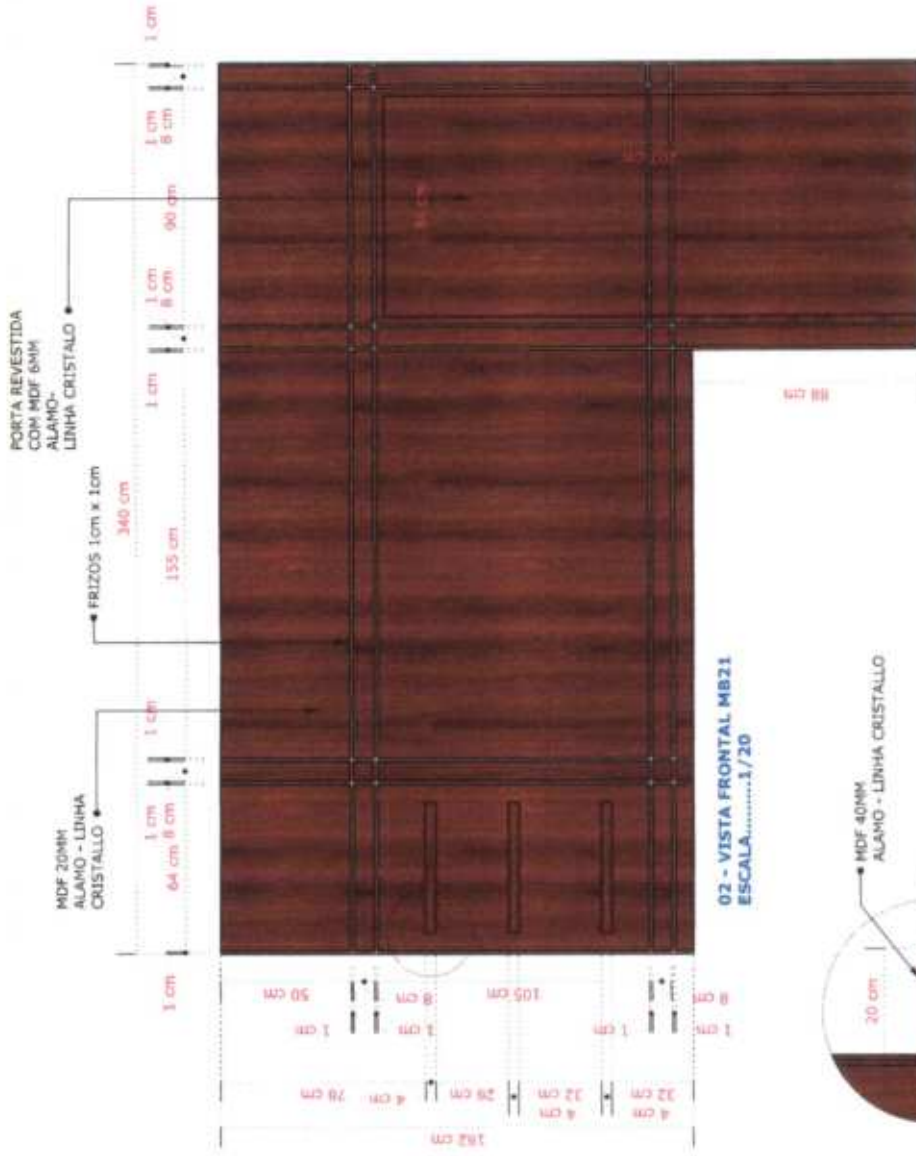 PORTA REVESTIDA
COM MDF 6MM
ALAMO-
LINHA CRISTALO
FRIZOS 1cm x 1cm
MDF 20MM
ALAMO - LINHA
CRISTALLO
340 cm
1 cm
64 cm
1 cm
8 cm
1 cm
155 cm
1 cm
1 cm
8 cm
90 cm
1 cm
8 cm
1 cm
88 cm
50 cm
8 cm
105 cm
8 cm
1 cm
1 cm
1 cm
1 cm
78 cm
4 cm
32 cm
4 cm
32 cm
4 cm
182 cm
02 - VISTA FRONTAL MB21
ESCALA.........1/20
MDF 40MM
ALAMO - LINHA CRISTALLO
20 cm